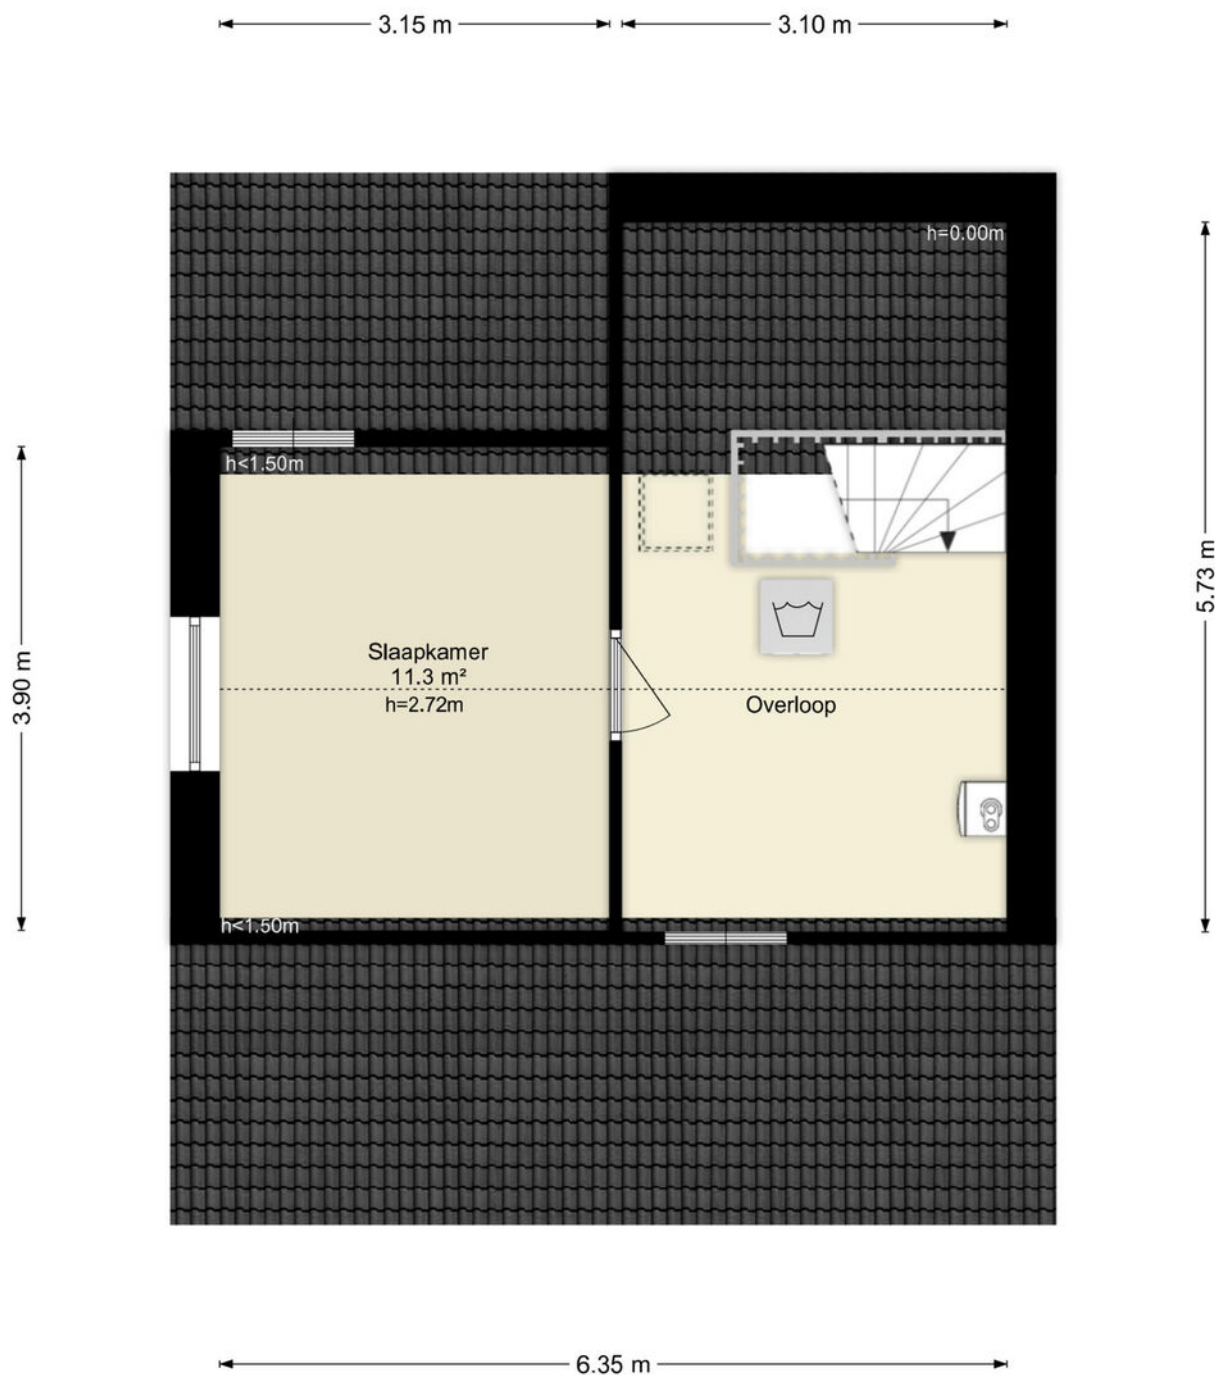 3.15 m
3.10 m
h=0.00m
h<1.50m
5.73 m
3.90 m
Slaapkamer
11.3 m²
h=2.72m
Overloop
h<1.50m
6.35 m